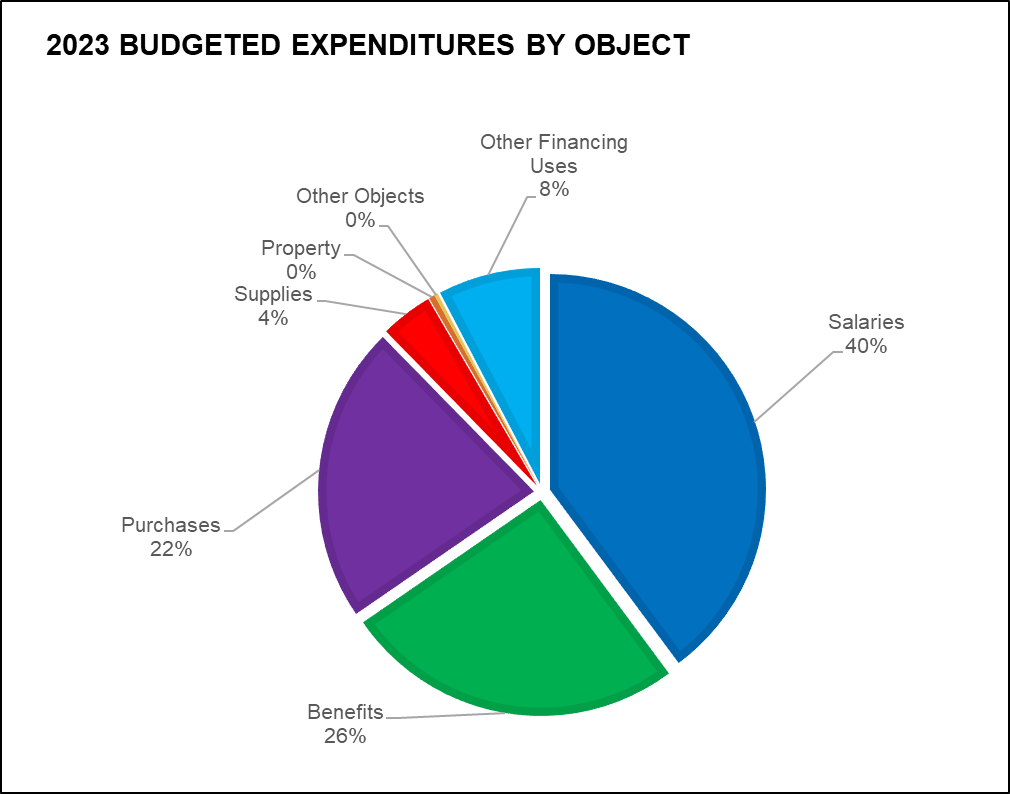 2023 BUDGETED EXPENDITURES BY OBJECT
Other Financing
Uses
8%
Other Objects
0%
Property
0%
Supplies
4%
Salaries
40%
Purchases
22%
Benefits
26%